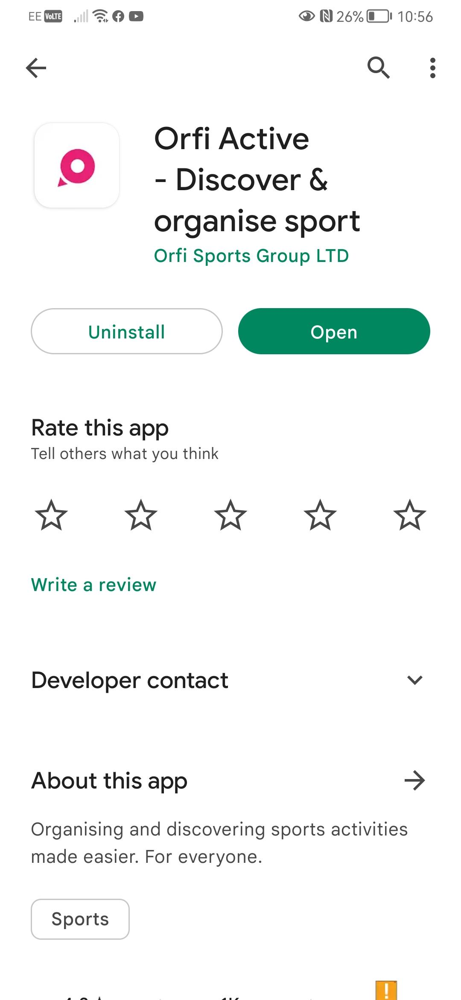 EE VoLTE 26% 10:56
Orfi Active
- Discover &
organise sport
Orfi Sports Group LTD
Uninstall Open
Rate this app
Tell others what you think
Write a review
Developer contact
About this app
Organising and discovering sports activities
made easier. For everyone.
Sports